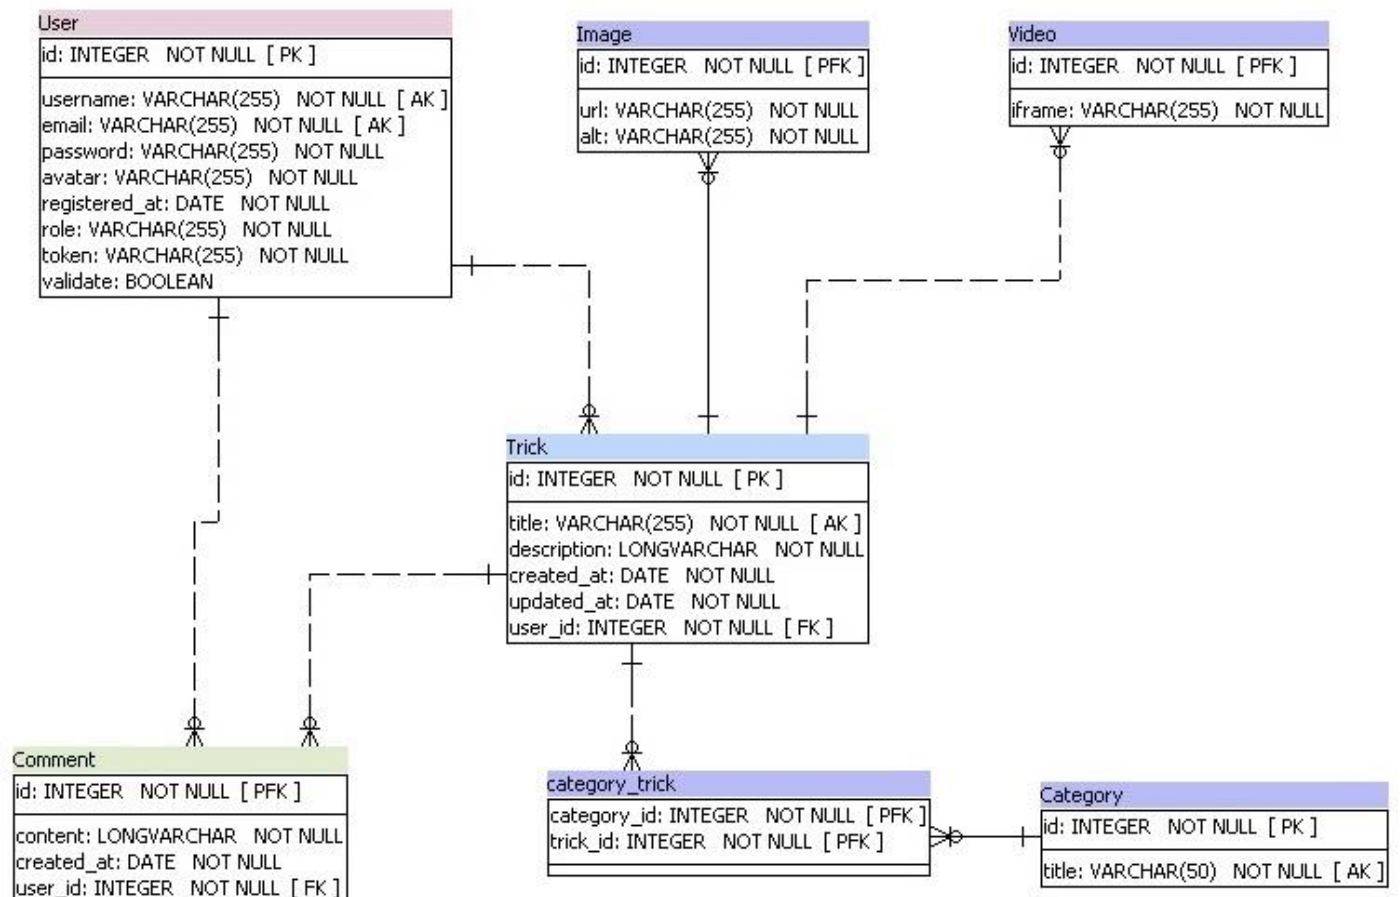 User
id: INTEGER NOT NULL [ PK ]
username: VARCHAR(255) NOT NULL [ AK ]
email: VARCHAR(255) NOT NULL [ AK ]
password: VARCHAR(255) NOT NULL
avatar: VARCHAR(255) NOT NULL
registered_at: DATE NOT NULL
role: VARCHAR(255) NOT NULL
token: VARCHAR(255) NOT NULL
validate: BOOLEAN
Image
id: INTEGER NOT NULL [ PFK ]
url: VARCHAR(255) NOT NULL
alt: VARCHAR(255) NOT NULL
Video
id: INTEGER NOT NULL [ PFK ]
iframe: VARCHAR(255) NOT NULL
Trick
id: INTEGER NOT NULL [ PK ]
title: VARCHAR(255) NOT NULL [ AK ]
description: LONGVARCHAR NOT NULL
created_at: DATE NOT NULL
updated_at: DATE NOT NULL
user_id: INTEGER NOT NULL [ FK ]
Comment
id: INTEGER NOT NULL [ PFK ]
content: LONGVARCHAR NOT NULL
created_at: DATE NOT NULL
user_id: INTEGER NOT NULL [ FK ]
category_trick
category_id: INTEGER NOT NULL [ PFK ]
trick_id: INTEGER NOT NULL [ PFK ]
Category
id: INTEGER NOT NULL [ PK ]
title: VARCHAR(50) NOT NULL [ AK ]